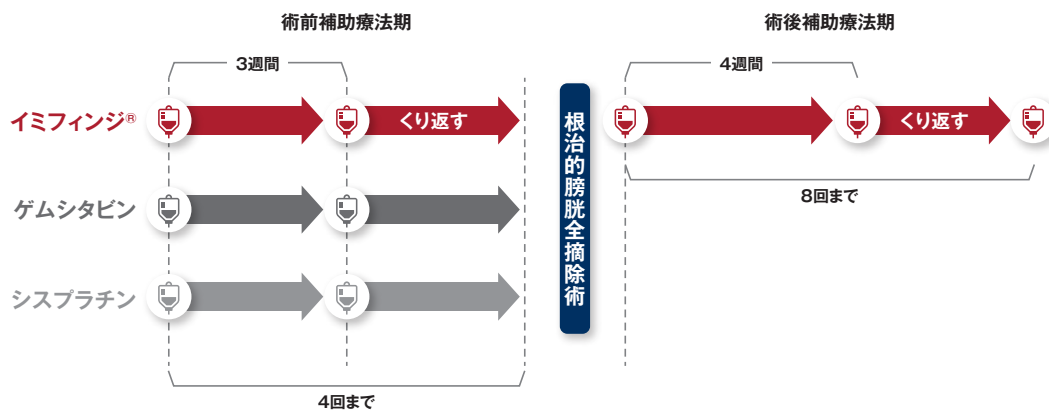 術前補助療法期
術後補助療法期
3週間
4週間
イミフィンジ®
くり返す
くり返す
根治的膀胱全摘除術
8回まで
ゲムシタビン
シスプラチン
4回まで